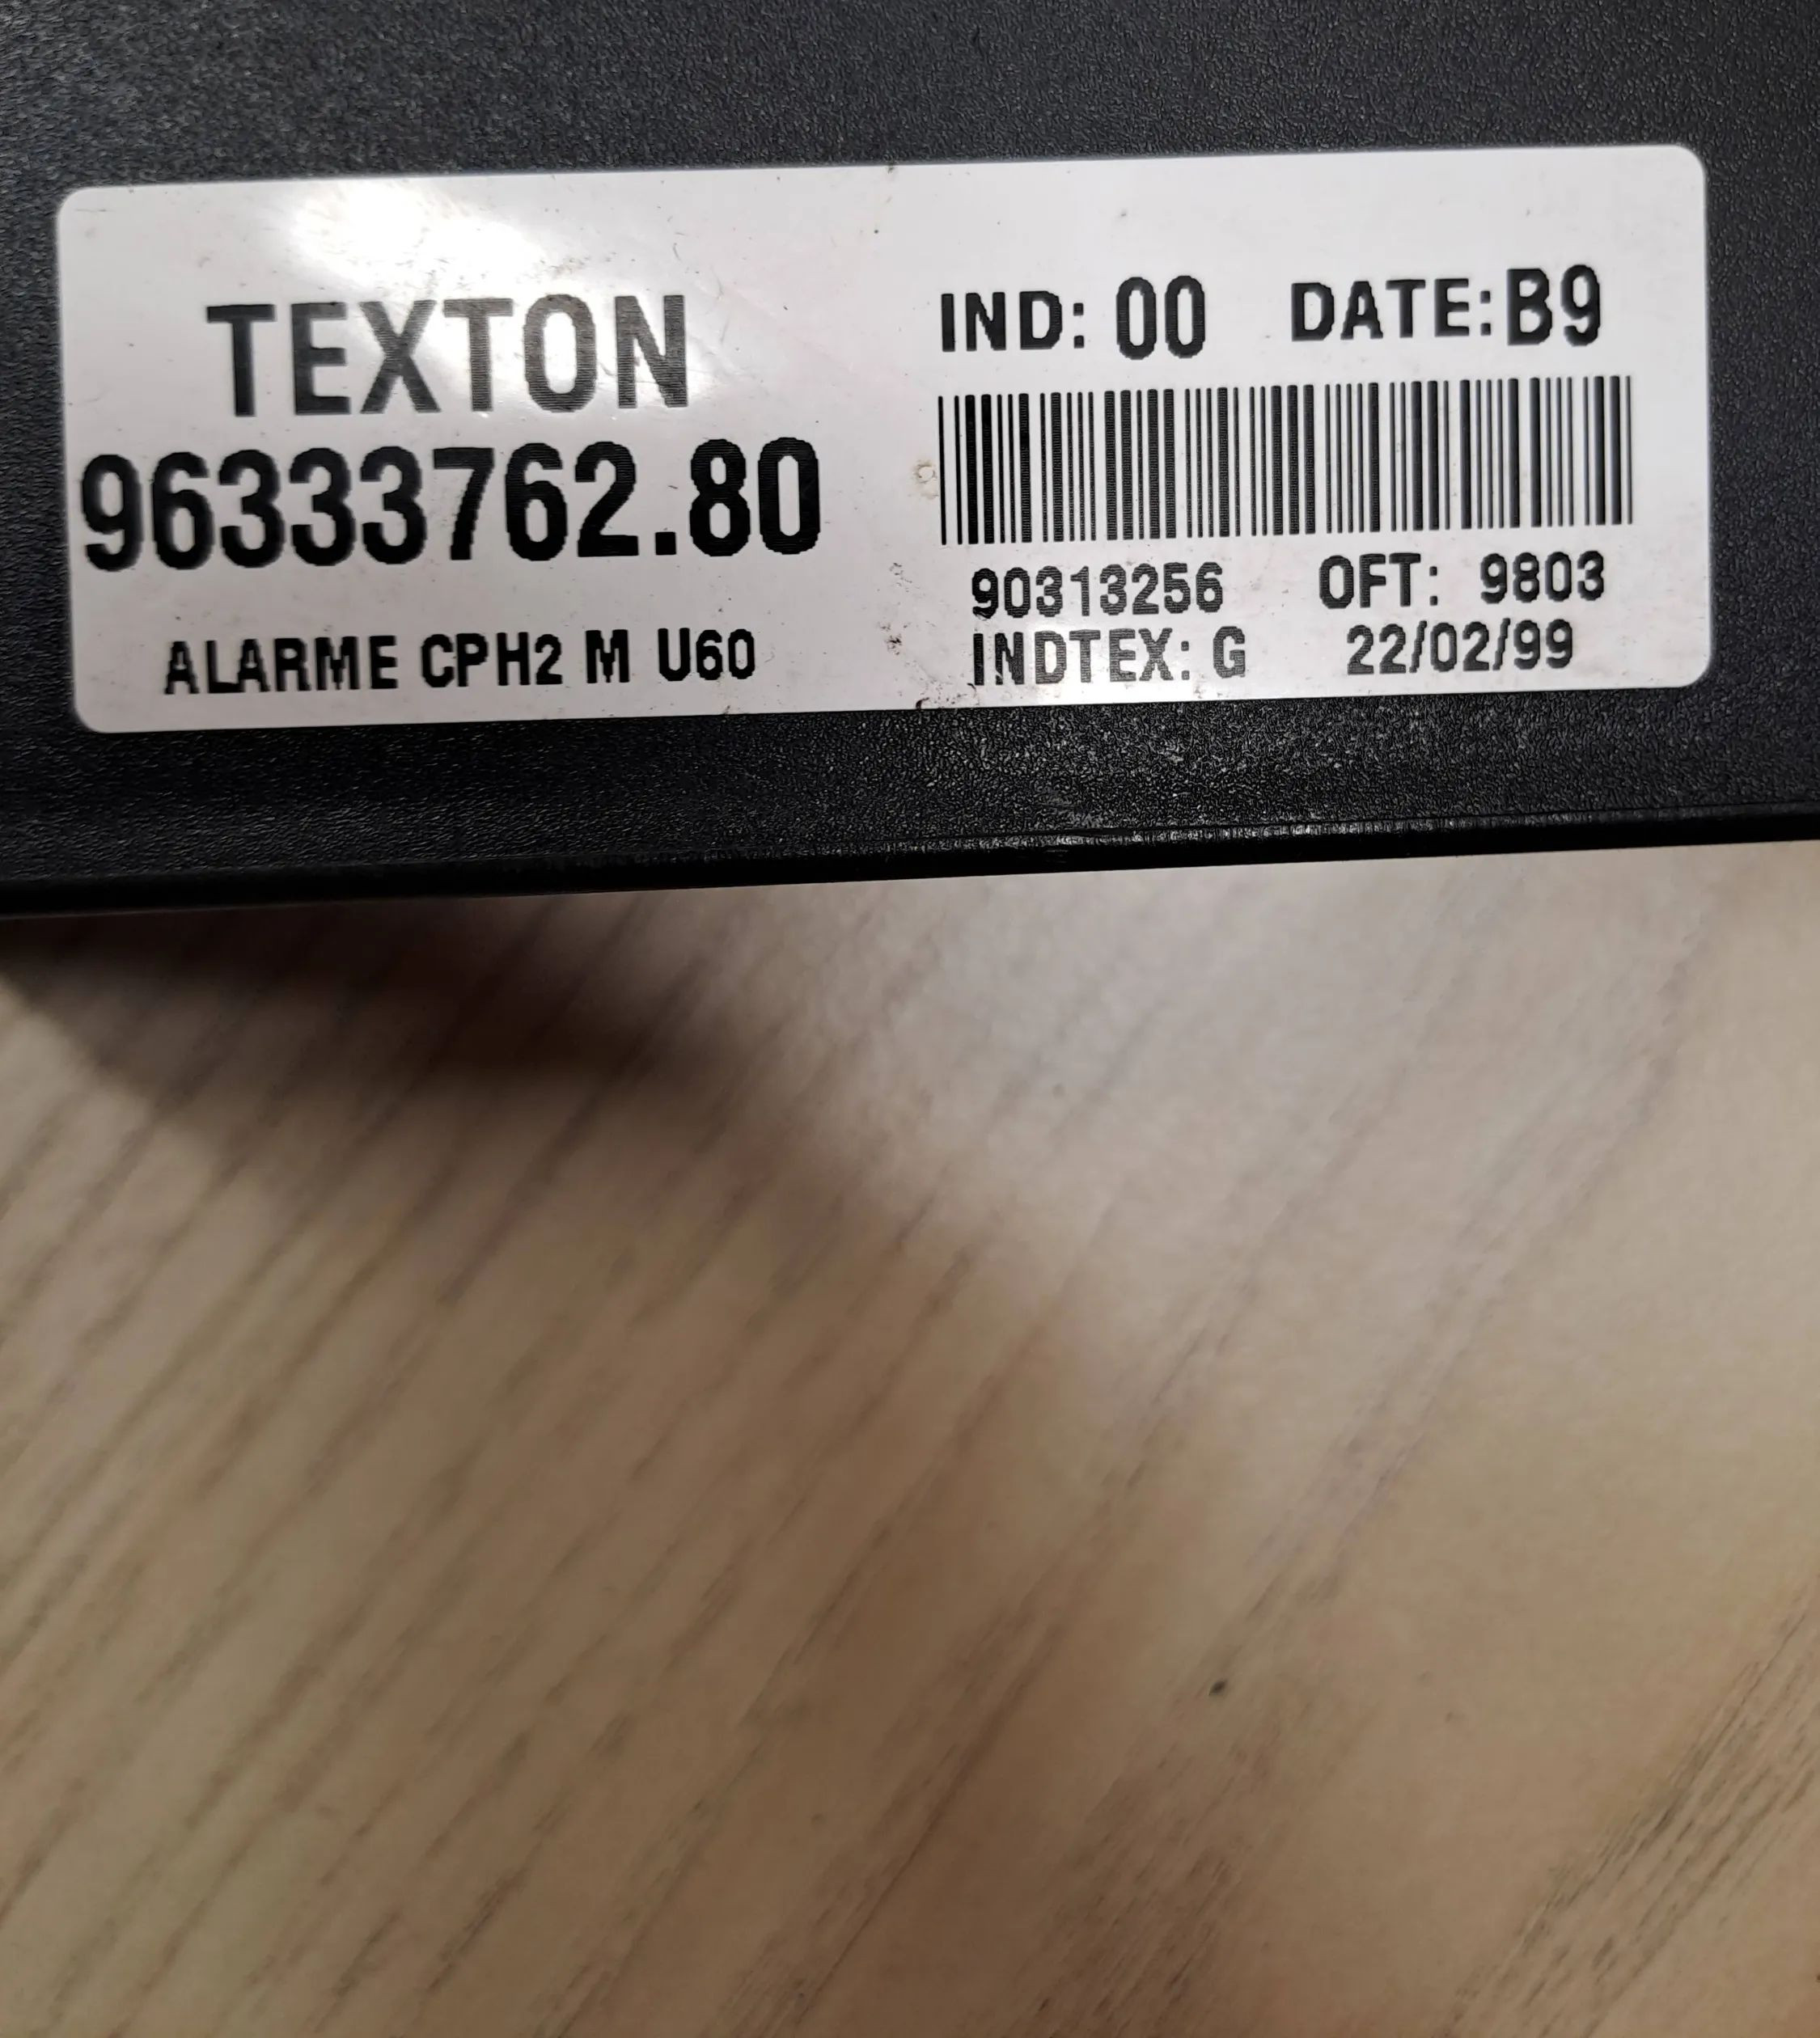 TEXTON
96333762.80
ALARME CPH2 M U60
IND: 00 DATE: B9
90313256 OFT: 9803
INDTEX: G 22/02/99